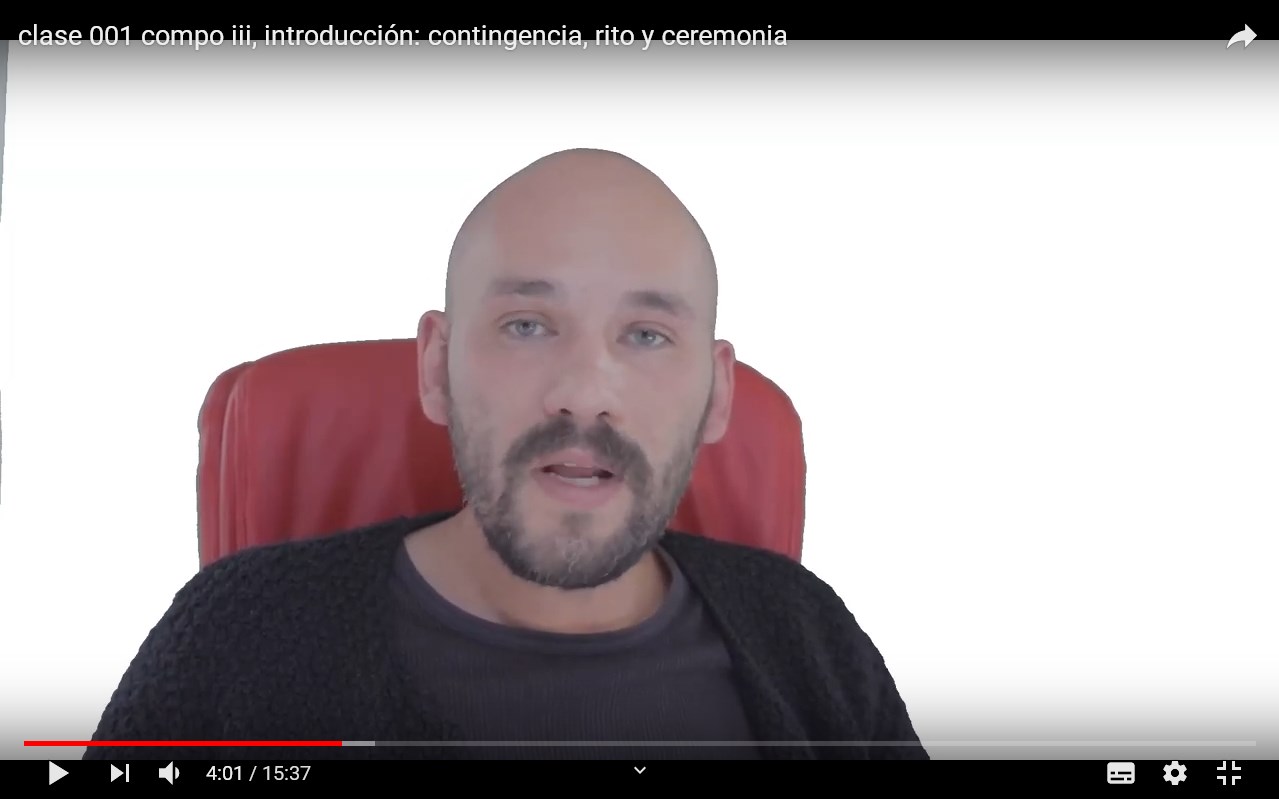 clase 001 compo iii, introducción: contingencia, rito y ceremonia
4:01 / 15:37